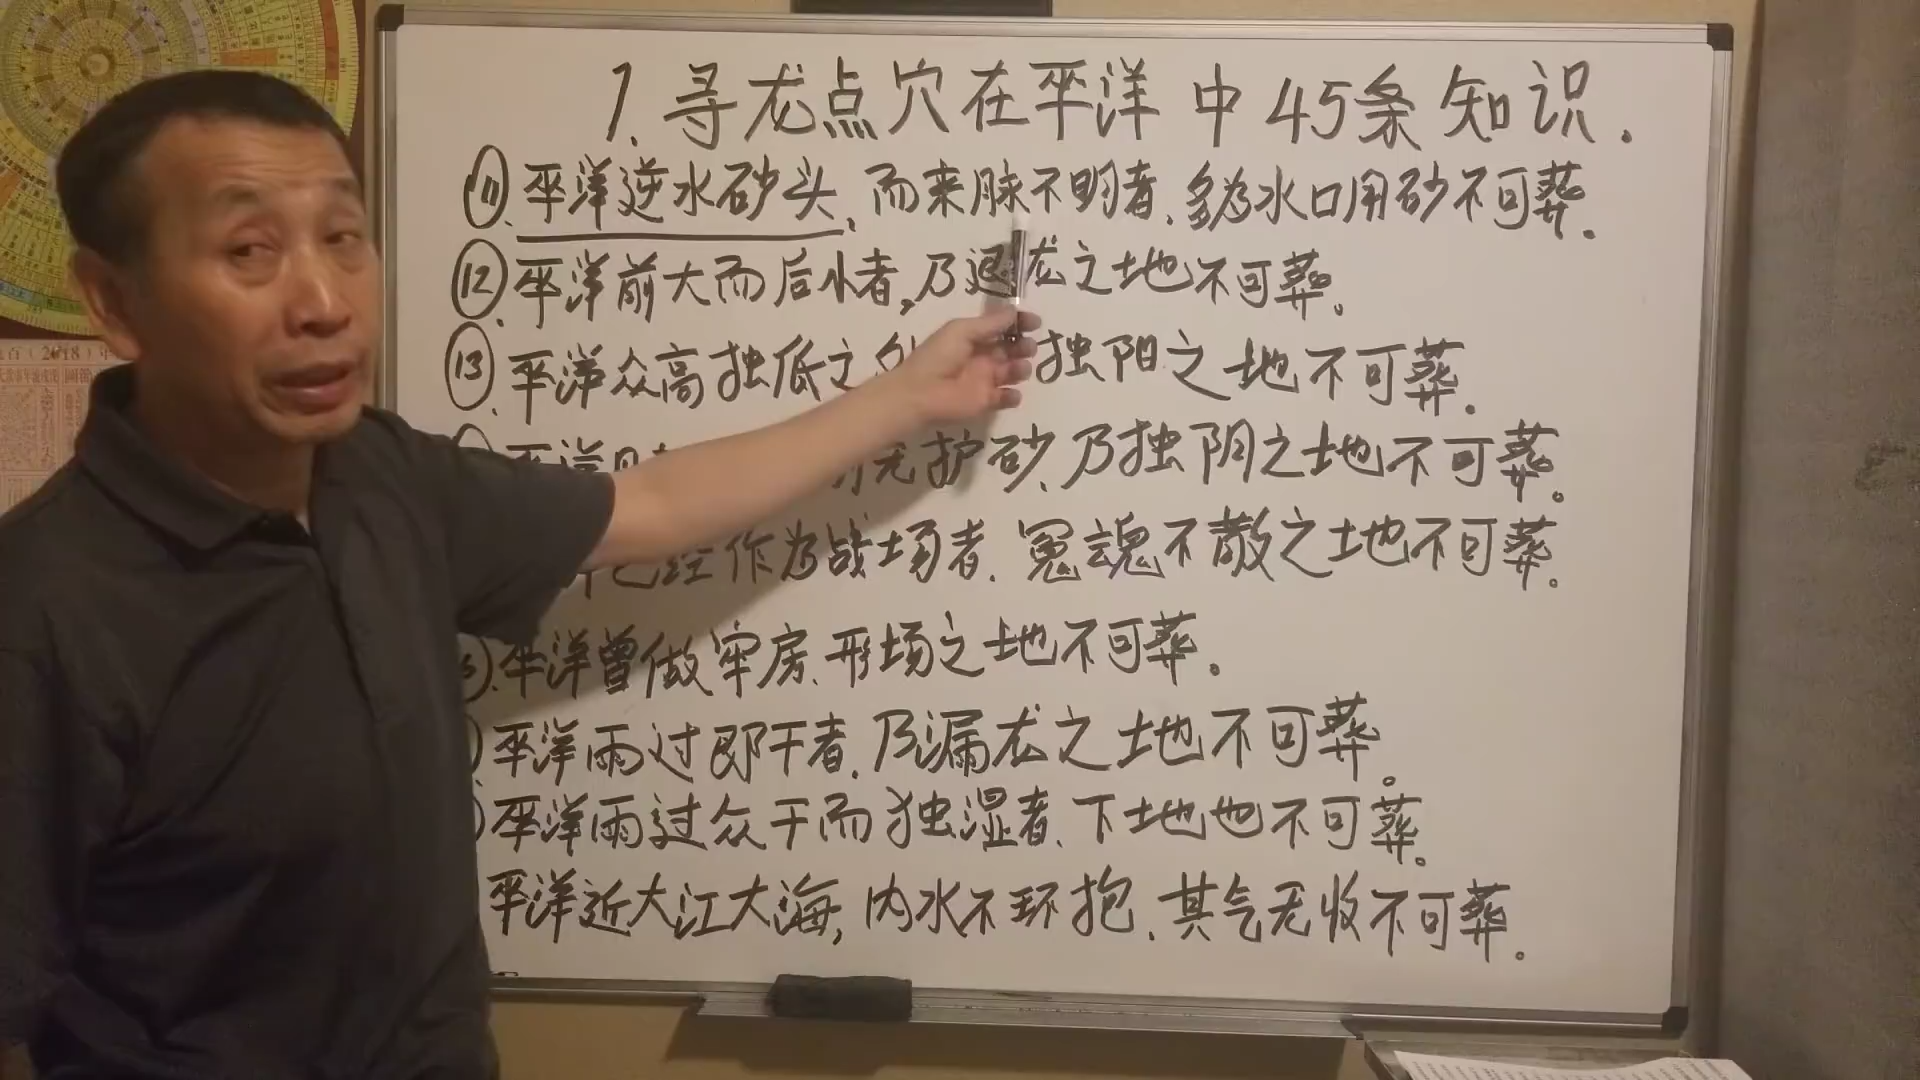 1.寻龙点穴在平洋中45条知识.
⑪.平洋逆水砂头,而来脉不明者.多为水口用砂不可葬.
⑫.平洋前大而后小者,乃退龙之地不可葬。
⑬.平洋众高独低之 独阳之地不可葬.
平洋 无护砂.乃独阴之地不可葬。
已经作为战场者.冤魂不散之地不可葬。
平洋曾做牢房.形场之地不可葬。
平洋雨过即干者.乃漏龙之地不可葬。
平洋雨过众干而独湿者.下地也不可葬。
平洋近大江大海,内水不环抱.其气无收不可葬。
(2018)年